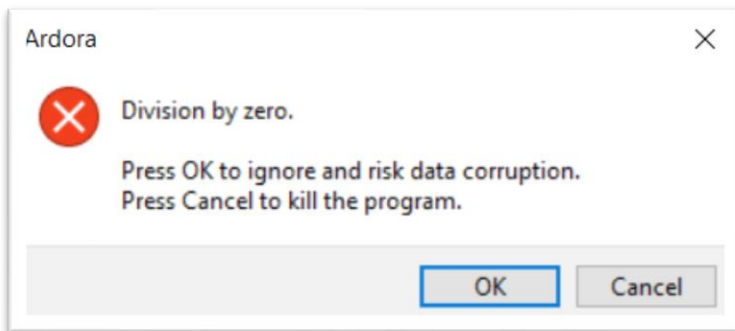 Ardora
Division by zero.
Press OK to ignore and risk data corruption.
Press Cancel to kill the program.
OK
Cancel